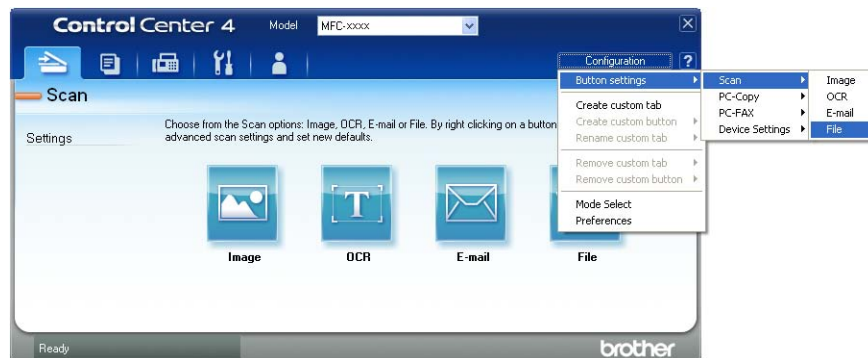 Control Center 4
Model
MFC-xxxx
Configuration
?
Button settings
Scan
Image
OCR
E-mail
File
PC-Copy
PC-FAX
Device Settings
Create custom tab
Create custom button
Rename custom tab
Remove custom tab
Remove custom button
Mode Select
Preferences
Scan
Settings
Choose from the Scan options: Image, OCR, E-mail or File. By right clicking on a button
advanced scan settings and set new defaults.
T
Image
OCR
E-mail
File
Ready
brother